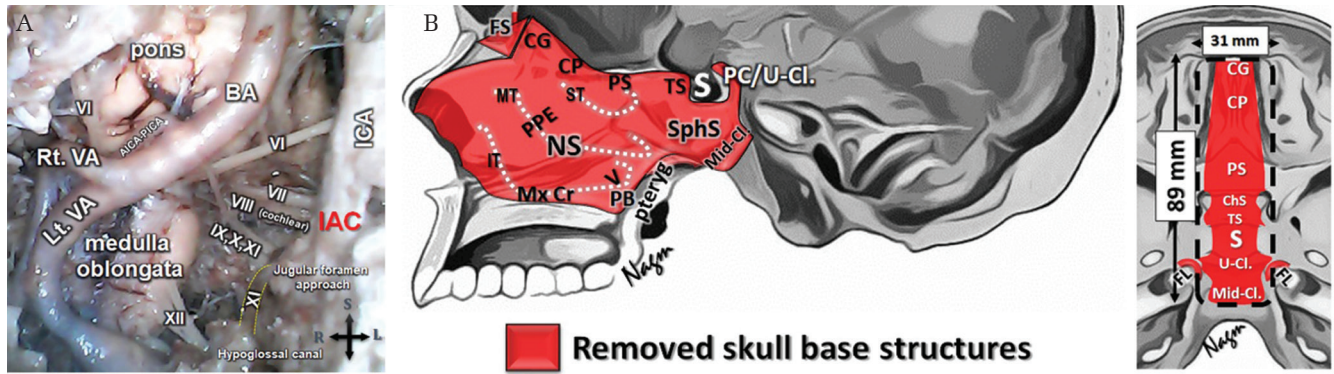 A
pons
VI
BA
AICA-PICA
Rt. VA
VI
ICA
VII
VIII (cochlear)
IAC
Lt. VA
IX,X,XI
medulla
oblongata
Jugular foramen
approach
XI
XII
S
R L
Hypoglossal canal
B
FS
CG
CP
PS
TS
S
PC/U-Cl.
MT
ST
PPE
NS
SphS
Mid-Cl.
IT
V
Mx Cr
PB
pteryg
Nagm
Removed skull base structures
31 mm
CG
CP
89 mm
PS
ChS
TS
S
U-Cl.
FL
FL
Mid-Cl.
Nagm